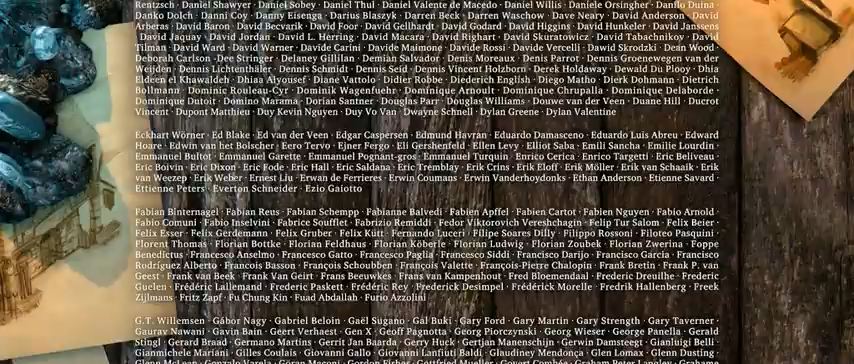 Rentzsch · Daniel Shawyer · Daniel Sobey · Daniel Thul · Daniel Valente de Macedo · Daniel Willis · Daniele Orsingher · Danilo Duina ·
Danko Dolch · Danni Coy · Danny Eisenga · Darius Blaszyk · Darren Beck · Darren Waschow · Dave Neary · David Anderson · David
Arberas · David Baron · David Becvarik · David Foor · David Gellhardt · David Godard · David Higgins · David Hunkeler · David Janssens
· David Jaquay · David Jordan · David L. Herring · David Macara · David Righart · David Skuratowicz · David Tabachnikov · David
Tilman · David Ward · David Warner · Davide Carini · Davide Maimone · Davide Rossi · Davide Vercelli · Dawid Skrodzki · Dean Wood ·
Deborah Carlson · Dee Stringer · Delaney Gillilan · Demian Salvador · Denis Moreaux · Denis Parrot · Dennis Groenewegen van der
Weijden · Dennis Lichtenthäler · Dennis Schmidt · Dennis Seid · Dennis Vincent Holzborn · Derek Holdaway · Dewald Du Plooy · Dhia
Eldeen el Khawaldeh · Dhiaa Alyousef · Diane Vattolo · Didier Robbe · Diederich English · Diego Matho · Dierk Dohmann · Dietrich
Bollmann · Dominic Rouleau-Cyr · Dominik Wagenfuehr · Dominique Arnoult · Dominique Chrupalla · Dominique Delaborde ·
Dominique Dutoit · Domino Marama · Dorian Santner · Douglas Parr · Douglas Williams · Douwe van der Veen · Duane Hill · Ducrot
Vincent · Dupont Matthieu · Duy Kevin Nguyen · Duy Vo Van · Dwayne Schnell · Dylan Greene · Dylan Valentine
Eckhart Wörner · Ed Blake · Ed van der Veen · Edgar Caspersen · Edmund Havran · Eduardo Damasceno · Eduardo Luis Abreu · Edward
Hoare · Edwin van het Bolscher · Eero Tervo · Ejner Fergo · Eli Gershenfeld · Ellen Levy · Elliot Saba · Emili Sancha · Emilie Lourdin ·
Emmanuel Bultot · Emmanuel Garette · Emmanuel Pognant-gros · Emmanuel Turquin · Enrico Cerica · Enrico Targetti · Eric Beliveau ·
Eric Boivin · Eric Dixon · Eric Fode · Eric Hall · Eric Saldana · Eric Tremblay · Erik Crins · Erik Eloff · Erik Möller · Erik van Schaaik · Erik
van Weezep · Erik Weber · Ernest Liu · Erwan de Ferrieres · Erwin Coumans · Erwin Vanderhoydonks · Ethan Anderson · Etienne Savard ·
Ettienne Peters · Everton Schneider · Ezio Gaiotto
Fabian Binternagel · Fabian Reus · Fabian Schempp · Fabianne Balvedi · Fabien Apffel · Fabien Cartot · Fabien Nguyen · Fabio Arnold ·
Fabio Comuni · Fabio Inselvini · Fabrice Soufflet · Fabrizio Remiddi · Fedor Viktorovich Vereshchagin · Felip Tur Salom · Felix Beier ·
Felix Esser · Felix Gerdemann · Felix Gruber · Felix Kütt · Fernando Luceri · Filipe Soares Dilly · Filippo Rossoni · Filoteo Pasquini ·
Florent Thomas · Florian Bottke · Florian Feldhaus · Florian Köberle · Florian Ludwig · Florian Zoubek · Florian Zwerina · Foppe
Benedictus · Francesco Anselmo · Francesco Gatto · Francesco Paglia · Francesco Siddi · Francisco Darijo · Francisco García · Francisco
Rodríguez Alberto · Francois Basson · François Schoubben · François Valette · François-Pierre Chalopin · Frank Bretin · Frank P. van
Geest · Frank van Beek · Frank Van Geirt · Frans Beeuwkes · Frans van Kampenhout · Fred Bloemendaal · Frederic Dreuilhe · Frederic
Guelen · Frédéric Lallemand · Frederic Paskett · Frédéric Rey · Frederick Desimpel · Frédérick Morelle · Fredrik Hallenberg · Freek
Zijlmans · Fritz Zapf · Fu Chung Kin · Fuad Abdallah · Furio Azzolini
G.T. Willemsen · Gábor Nagy · Gabriel Beloin · Gaël Sugano · Gál Buki · Gary Ford · Gary Martin · Gary Strength · Gary Taverner ·
Gaurav Nawani · Gavin Bain · Geert Verhaest · Gen X · Geoff Pagnotta · Georg Piorczynski · Georg Wieser · George Panella · Gerald
Stingl · Gerard Braad · Germano Martins · Gerrit Jan Baarda · Gerry Huck · Gertjan Manenschijn · Gerwin Damsteegt · Gianluigi Belli ·
Gianmichele Mariani · Gilles Coulais · Giovanni Gallo · Giovanni Lanfiuti Baldi · Glaudiney Mendonça · Glen Lomax · Glenn Dusting ·